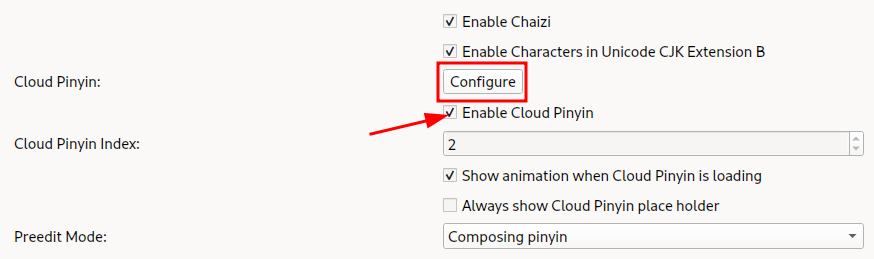 Enable Chaizi
Enable Characters in Unicode CJK Extension B
Cloud Pinyin: Configure
Enable Cloud Pinyin
Cloud Pinyin Index: 2
Show animation when Cloud Pinyin is loading
Always show Cloud Pinyin place holder
Preedit Mode: Composing pinyin